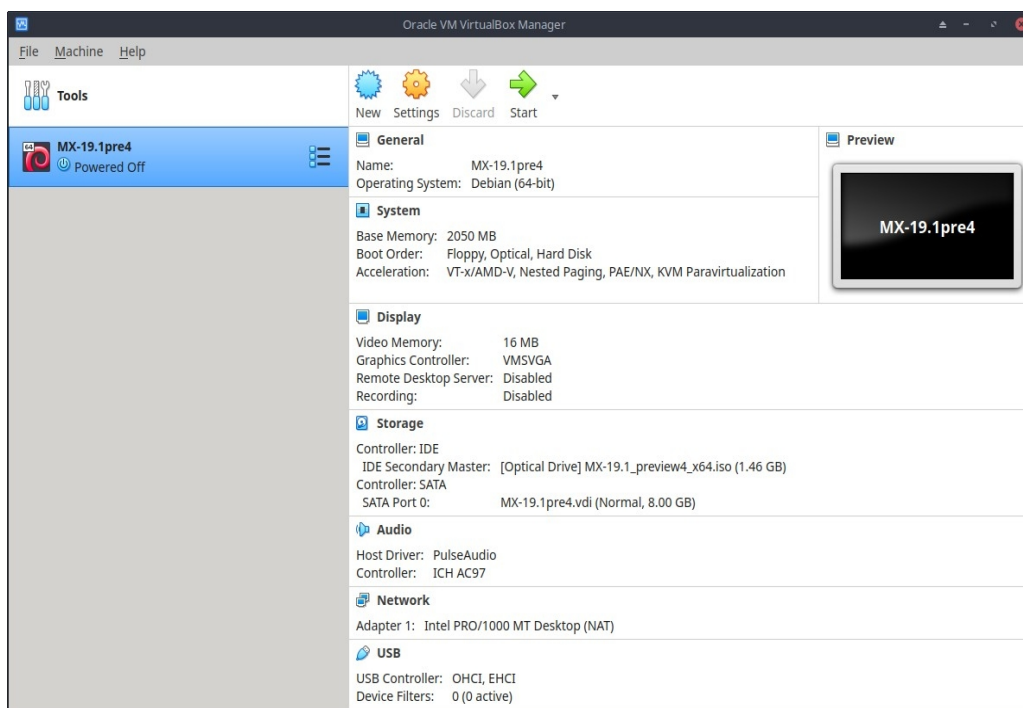 Oracle VM VirtualBox Manager
File Machine Help
Tools
New Settings Discard Start
64
MX-19.1pre4
Powered Off
General
Name: MX-19.1pre4
Operating System: Debian (64-bit)
Preview
MX-19.1pre4
System
Base Memory: 2050 MB
Boot Order: Floppy, Optical, Hard Disk
Acceleration: VT-x/AMD-V, Nested Paging, PAE/NX, KVM Paravirtualization
Display
Video Memory: 16 MB
Graphics Controller: VMSVGA
Remote Desktop Server: Disabled
Recording: Disabled
Storage
Controller: IDE
IDE Secondary Master: [Optical Drive] MX-19.1_preview4_x64.iso (1.46 GB)
Controller: SATA
SATA Port 0: MX-19.1pre4.vdi (Normal, 8.00 GB)
Audio
Host Driver: PulseAudio
Controller: ICH AC97
Network
Adapter 1: Intel PRO/1000 MT Desktop (NAT)
USB
USB Controller: OHCI, EHCI
Device Filters: 0 (0 active)